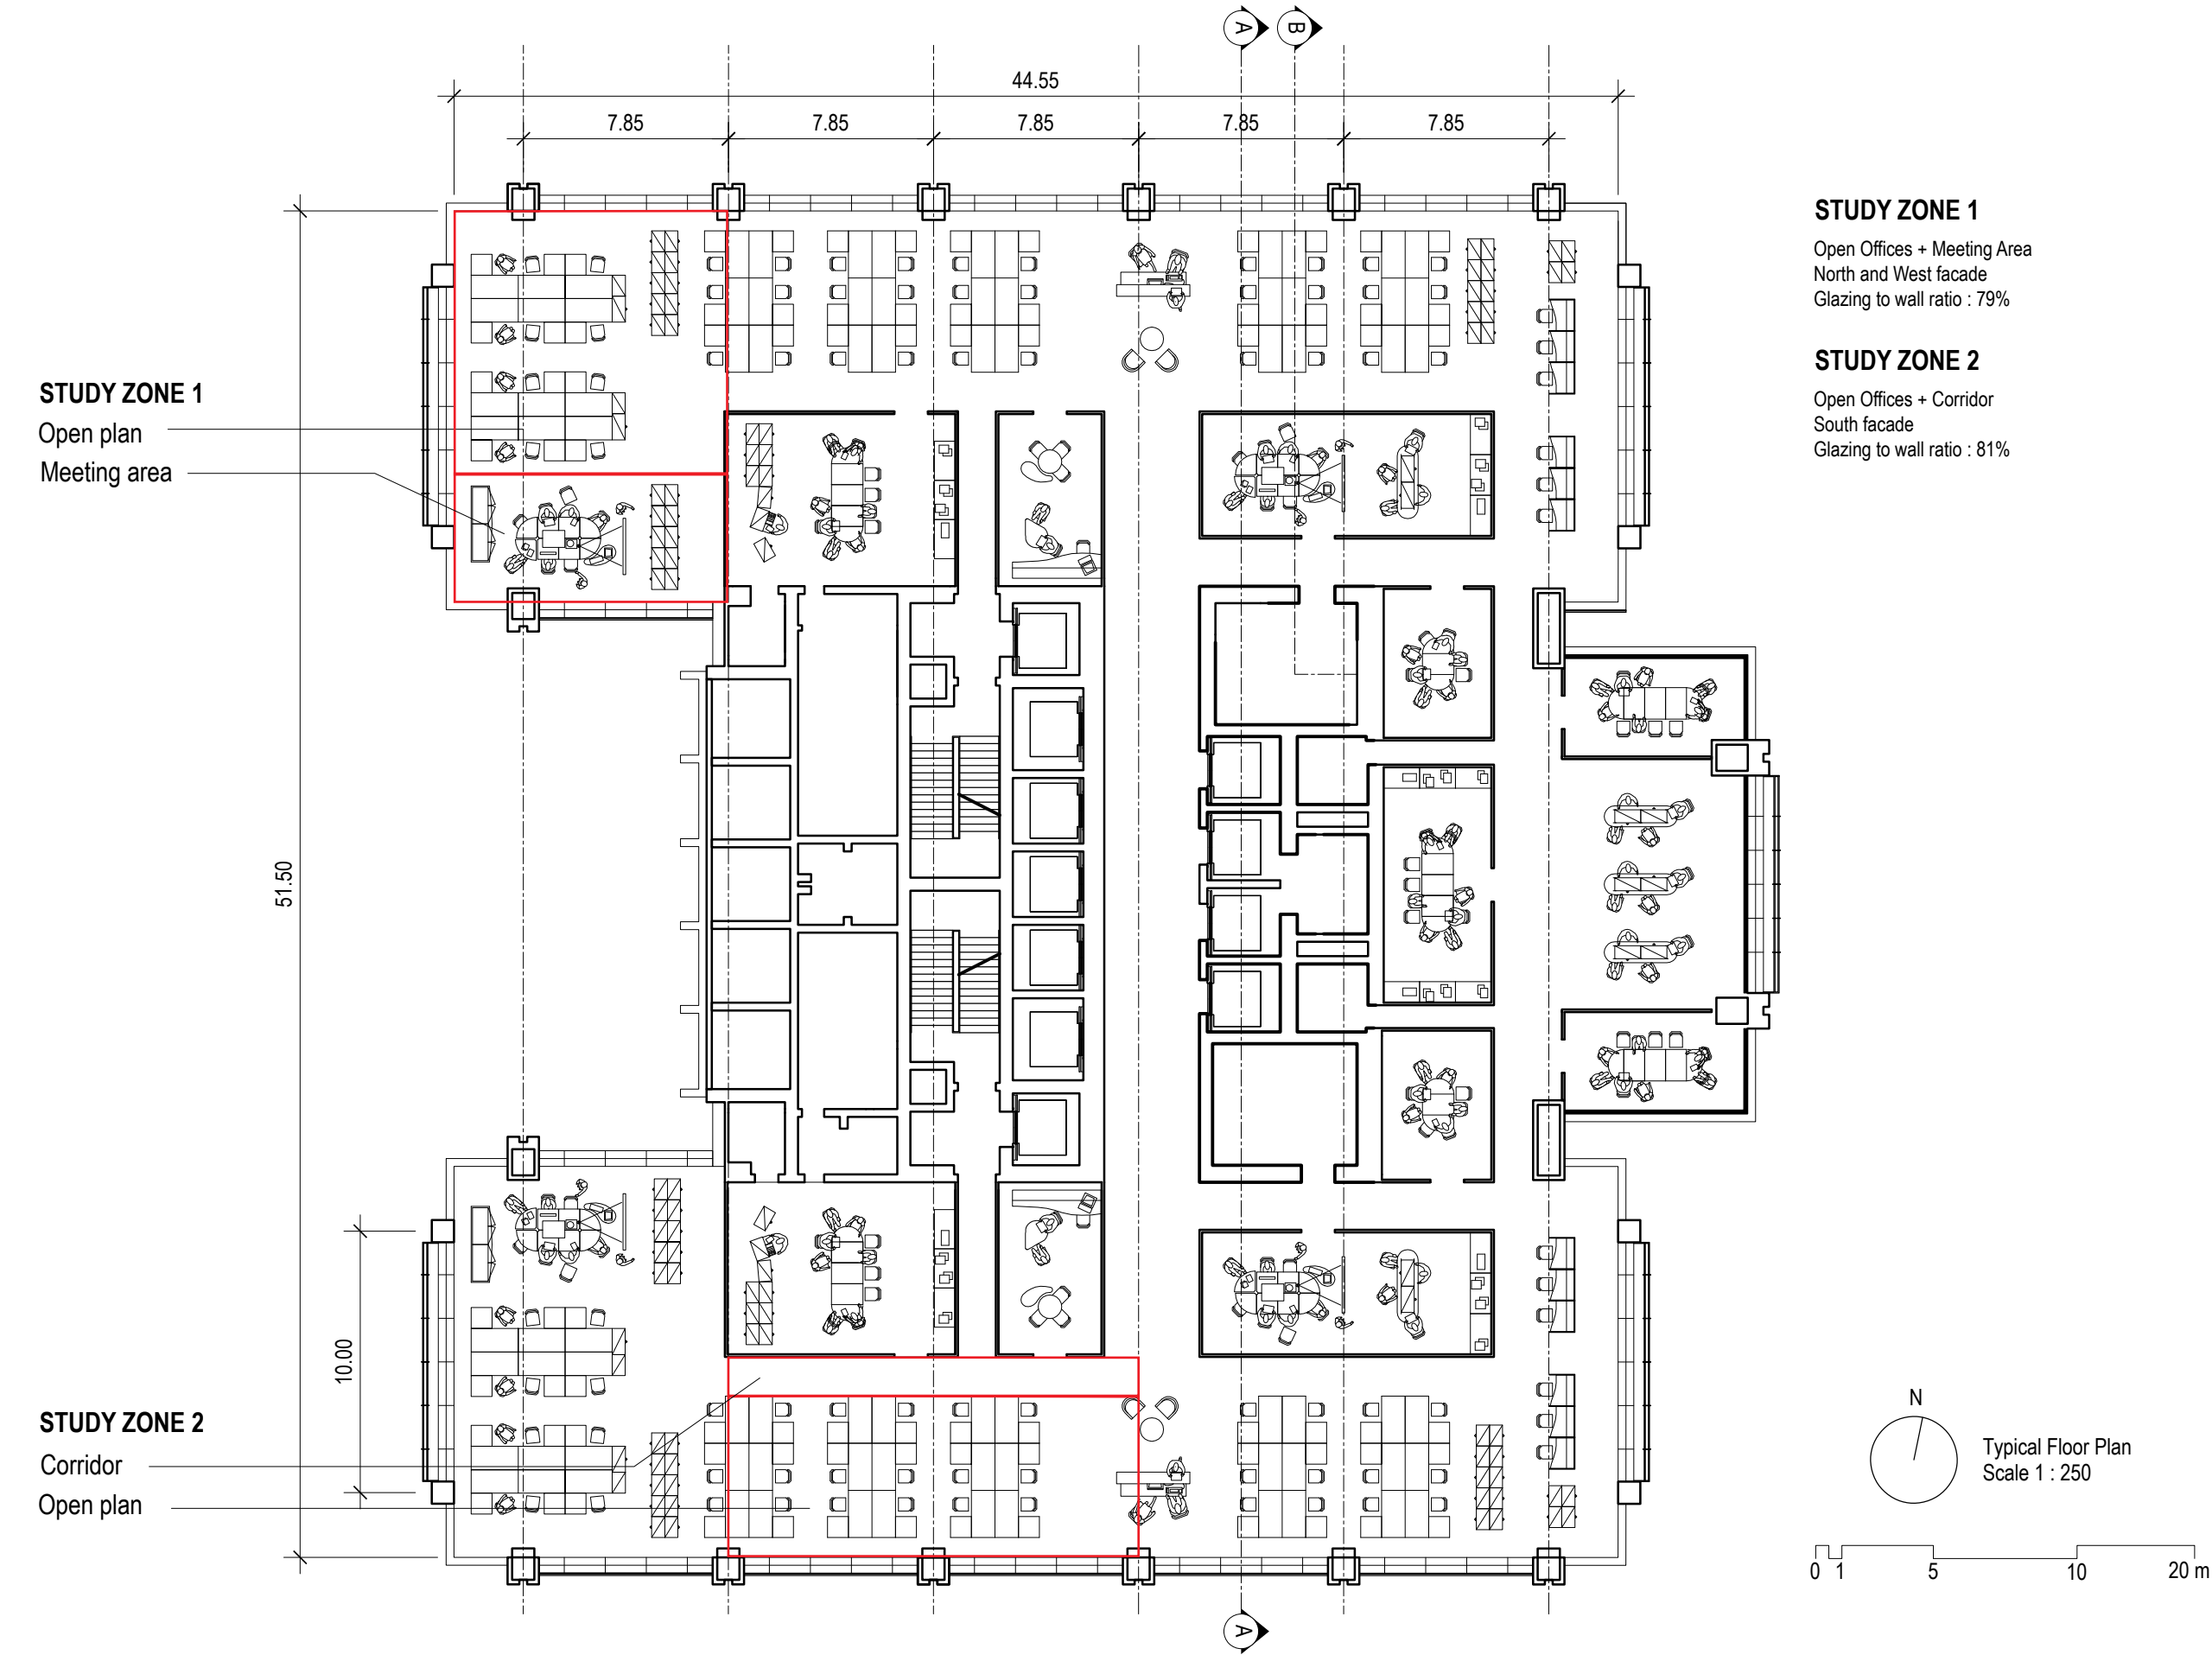 A
B
44.55
7.85
7.85
7.85
7.85
7.85
STUDY ZONE 1
Open Offices + Meeting Area
North and West facade
Glazing to wall ratio : 79%
STUDY ZONE 2
Open Offices + Corridor
South facade
Glazing to wall ratio : 81%
STUDY ZONE 1
Open plan
Meeting area
51.50
10.00
STUDY ZONE 2
Corridor
Open plan
N
Typical Floor Plan
Scale 1 : 250
0 1 5 10 20 m
A